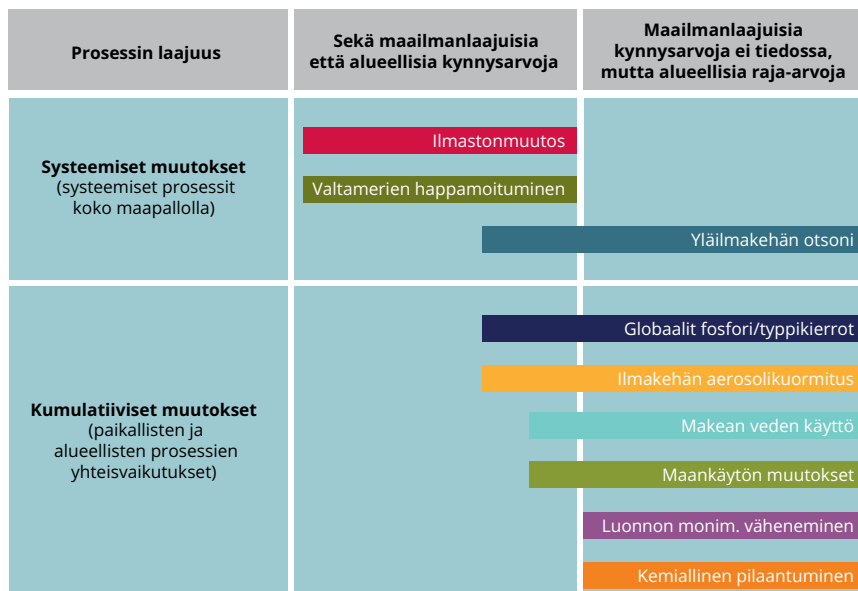 Prosessin laajuus
Sekä maailmanlaajuisia
että alueellisia kynnysarvoja
Maailmanlaajuisia
kynnysarvoja ei tiedossa,
mutta alueellisia raja-arvoja
Systeemiset muutokset
(systeemiset prosessit
koko maapallolla)
Ilmastonmuutos
Valtamerien happamoituminen
Yläilmakehän otsoni
Kumulatiiviset muutokset
(paikallisten ja
alueellisten prosessien
yhteisvaikutukset)
Globaalit fosfori/typpikierrot
Ilmakehän aerosolikuormitus
Makean veden käyttö
Maankäytön muutokset
Luonnon monim. väheneminen
Kemiallinen pilaantuminen